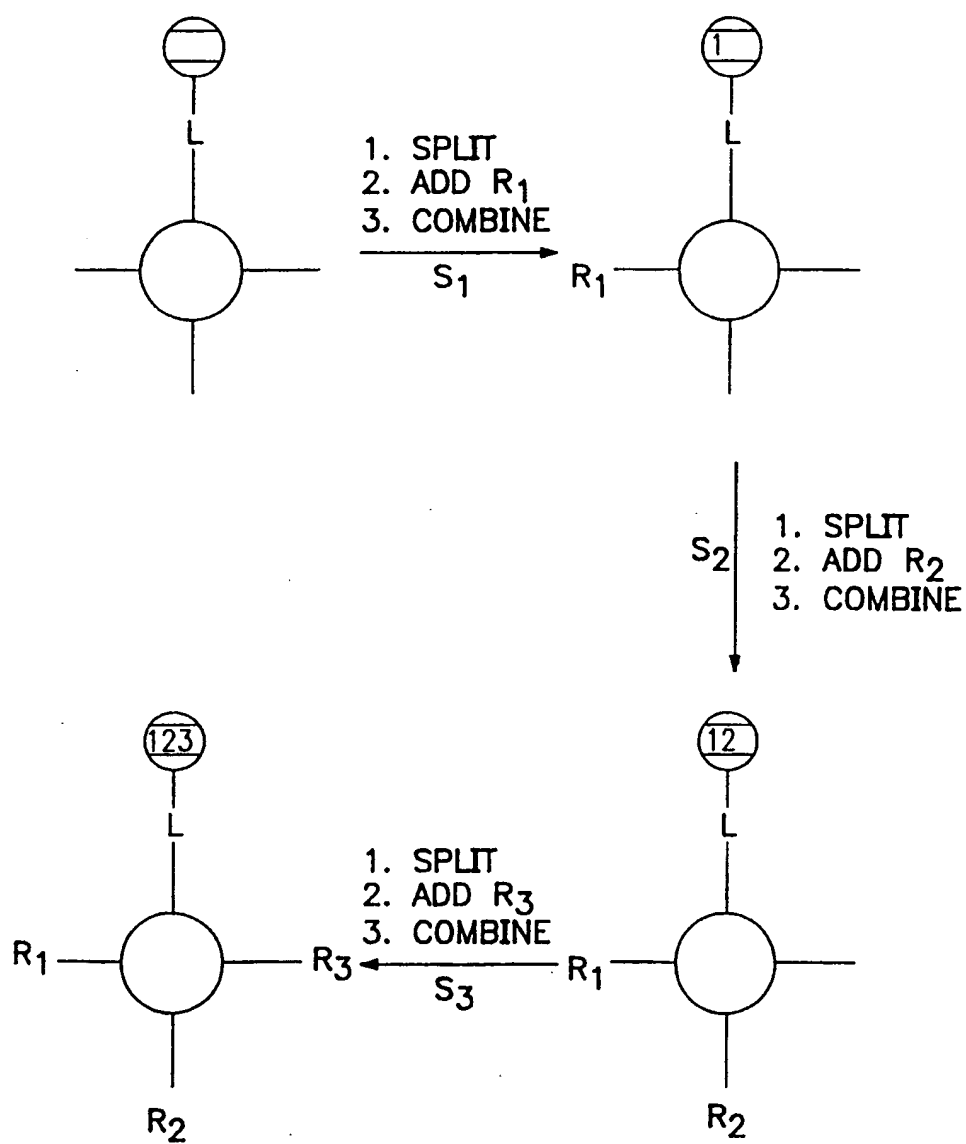 1
L
L
1. SPLIT
2. ADD R₁
3. COMBINE
S₁
R₁
S₂
1. SPLIT
2. ADD R₂
3. COMBINE
123
12
L
L
1. SPLIT
2. ADD R₃
3. COMBINE
R₁
R₃
S₃
R₁
R₂
R₂